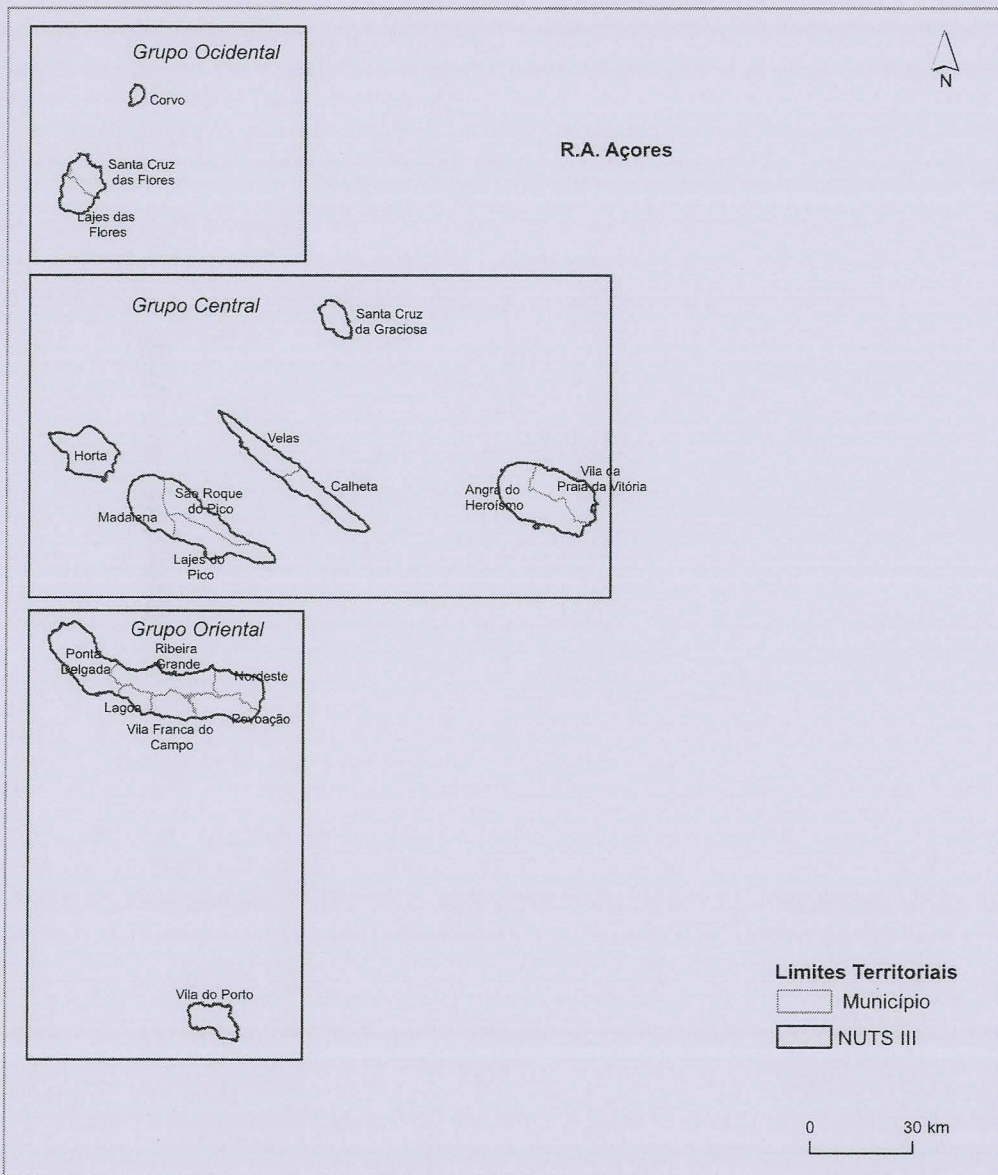 Grupo Ocidental
N
Corvo
R.A. Açores
Santa Cruz
das Flores
Lajes das
Flores
Grupo Central
Santa Cruz
da Graciosa
Velas
Horta
Calheta
São Roque
do Pico
Madalena
Lajes do
Pico
Vila da
Praia da Vitória
Angra do
Heroísmo
Grupo Oriental
Ponta
Delgada
Ribeira
Grande
Nordeste
Lagoa
Povoação
Vila Franca do
Campo
Vila do Porto
Limites Territoriais
Município
NUTS III
0 30 km